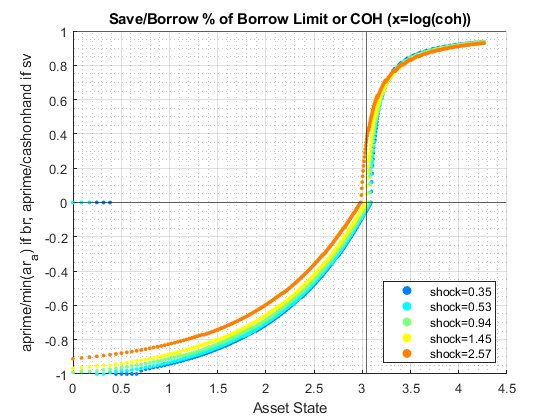 Save/Borrow % of Borrow Limit or COH (x=log(coh))
aprime/min(ar_a) if br; aprime/cashonhand if sv
1
0.8
0.6
0.4
0.2
0
-0.2
-0.4
-0.6
-0.8
-1
0 0.5 1 1.5 2 2.5 3 3.5 4 4.5
Asset State
shock=0.35
shock=0.53
shock=0.94
shock=1.45
shock=2.57